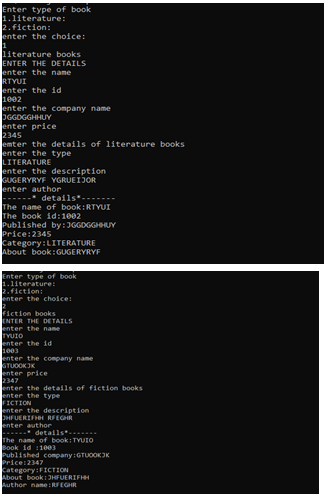 Enter type of book
1.literature:
2.fiction:
enter the choice:
1
literature books
ENTER THE DETAILS
enter the name
RTYUI
enter the id
1002
enter the company name
JGGDGGHHUY
enter price
2345
emter the details of literature books
enter the type
LITERATURE
enter the description
GUGERYRYF YGRUEIJOR
enter author
------* details*-------
The name of book:RTYUI
The book id:1002
Published by:JGGDGGHHUY
Price:2345
Category:LITERATURE
About book:GUGERYRYF
Enter type of book
1.literature:
2.fiction:
enter the choice:
2
fiction books
ENTER THE DETAILS
enter the name
TYUIO
enter the id
1003
enter the company name
GTUOOKJK
enter price
2347
enter the details of fiction books
enter the type
FICTION
enter the description
JHFUERIFHH RFEGHR
enter author
------* details*-------
The name of book:TYUIO
Book id :1003
Published company:GTUOOKJK
Price:2347
Category:FICTION
About book:JHFUERIFHH
Author name:RFEGHR